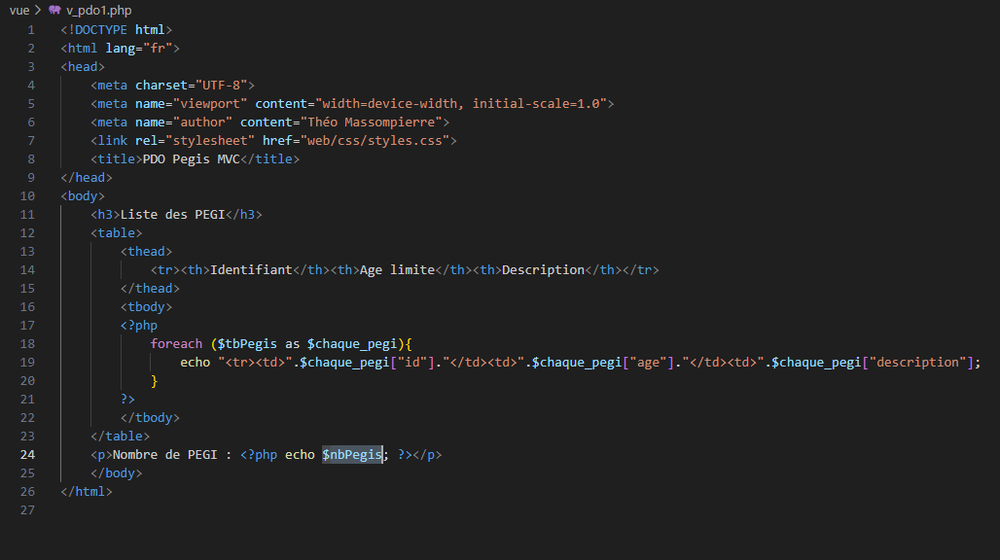 vue > v_pdo1.php
1 <!DOCTYPE html>
2 <html lang="fr">
3 <head>
4 <meta charset="UTF-8">
5 <meta name="viewport" content="width=device-width, initial-scale=1.0">
6 <meta name="author" content="Théo Massompierre">
7 <link rel="stylesheet" href="web/css/styles.css">
8 <title>PDO Pegis MVC</title>
9 </head>
10 <body>
11 <h3>Liste des PEGI</h3>
12 <table>
13 <thead>
14 <tr><th>Identifiant</th><th>Age limite</th><th>Description</th></tr>
15 </thead>
16 <tbody>
17 <?php
18 foreach ($tbPegis as $chaque_pegi){
19 echo "<tr><td>".$chaque_pegi["id"]."</td><td>".$chaque_pegi["age"]."</td><td>".$chaque_pegi["description"];
20 }
21 ?>
22 </tbody>
23 </table>
24 <p>Nombre de PEGI : <?php echo $nbPegis; ?></p>
25 </body>
26 </html>
27